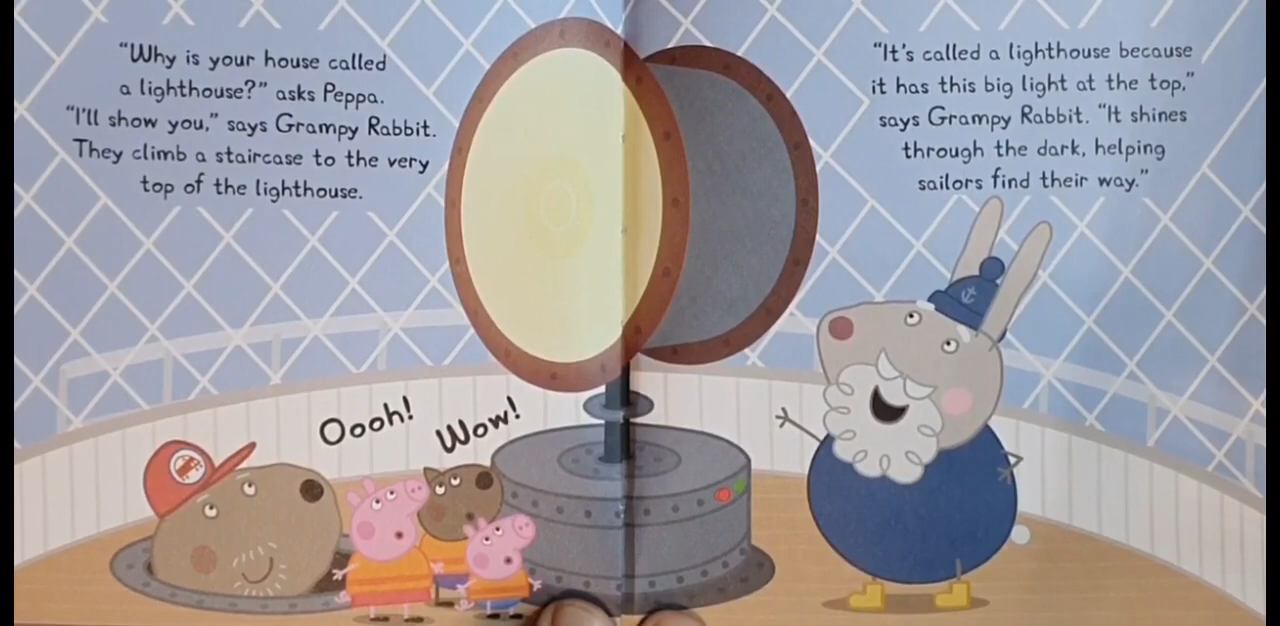 “Why is your house called
a lighthouse?” asks Peppa.
“I’ll show you,” says Grampy Rabbit.
They climb a staircase to the very
top of the lighthouse.
Oooh!
Wow!
“It’s called a lighthouse because
it has this big light at the top,”
says Grampy Rabbit. “It shines
through the dark, helping
sailors find their way.”